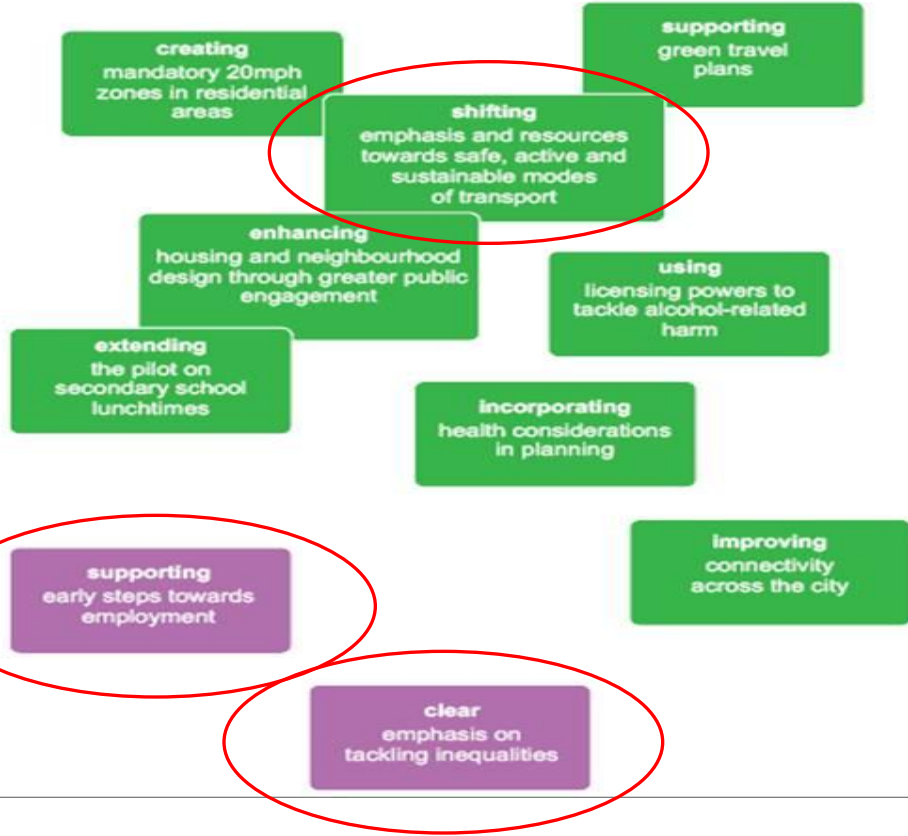 creating
mandatory 20mph
zones in residential
areas
supporting
green travel
plans
shifting
emphasis and resources
towards safe, active and
sustainable modes
of transport
enhancing
housing and neighbourhood
design through greater public
engagement
using
licensing powers to
tackle alcohol-related
harm
extending
the pilot on
secondary school
lunchtimes
incorporating
health considerations
in planning
supporting
early steps towards
employment
improving
connectivity
across the city
clear
emphasis on
tackling inequalities